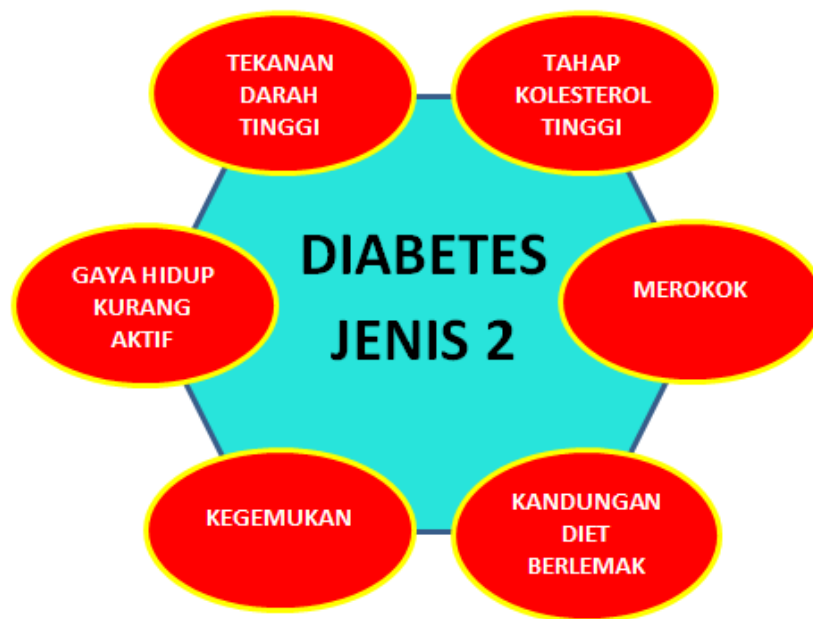 TEKANAN
DARAH
TINGGI
TAHAP
KOLESTEROL
TINGGI
GAYA HIDUP
KURANG
AKTIF
DIABETES
JENIS 2
MEROKOK
KEGEMUKAN
KANDUNGAN
DIET
BERLEMAK